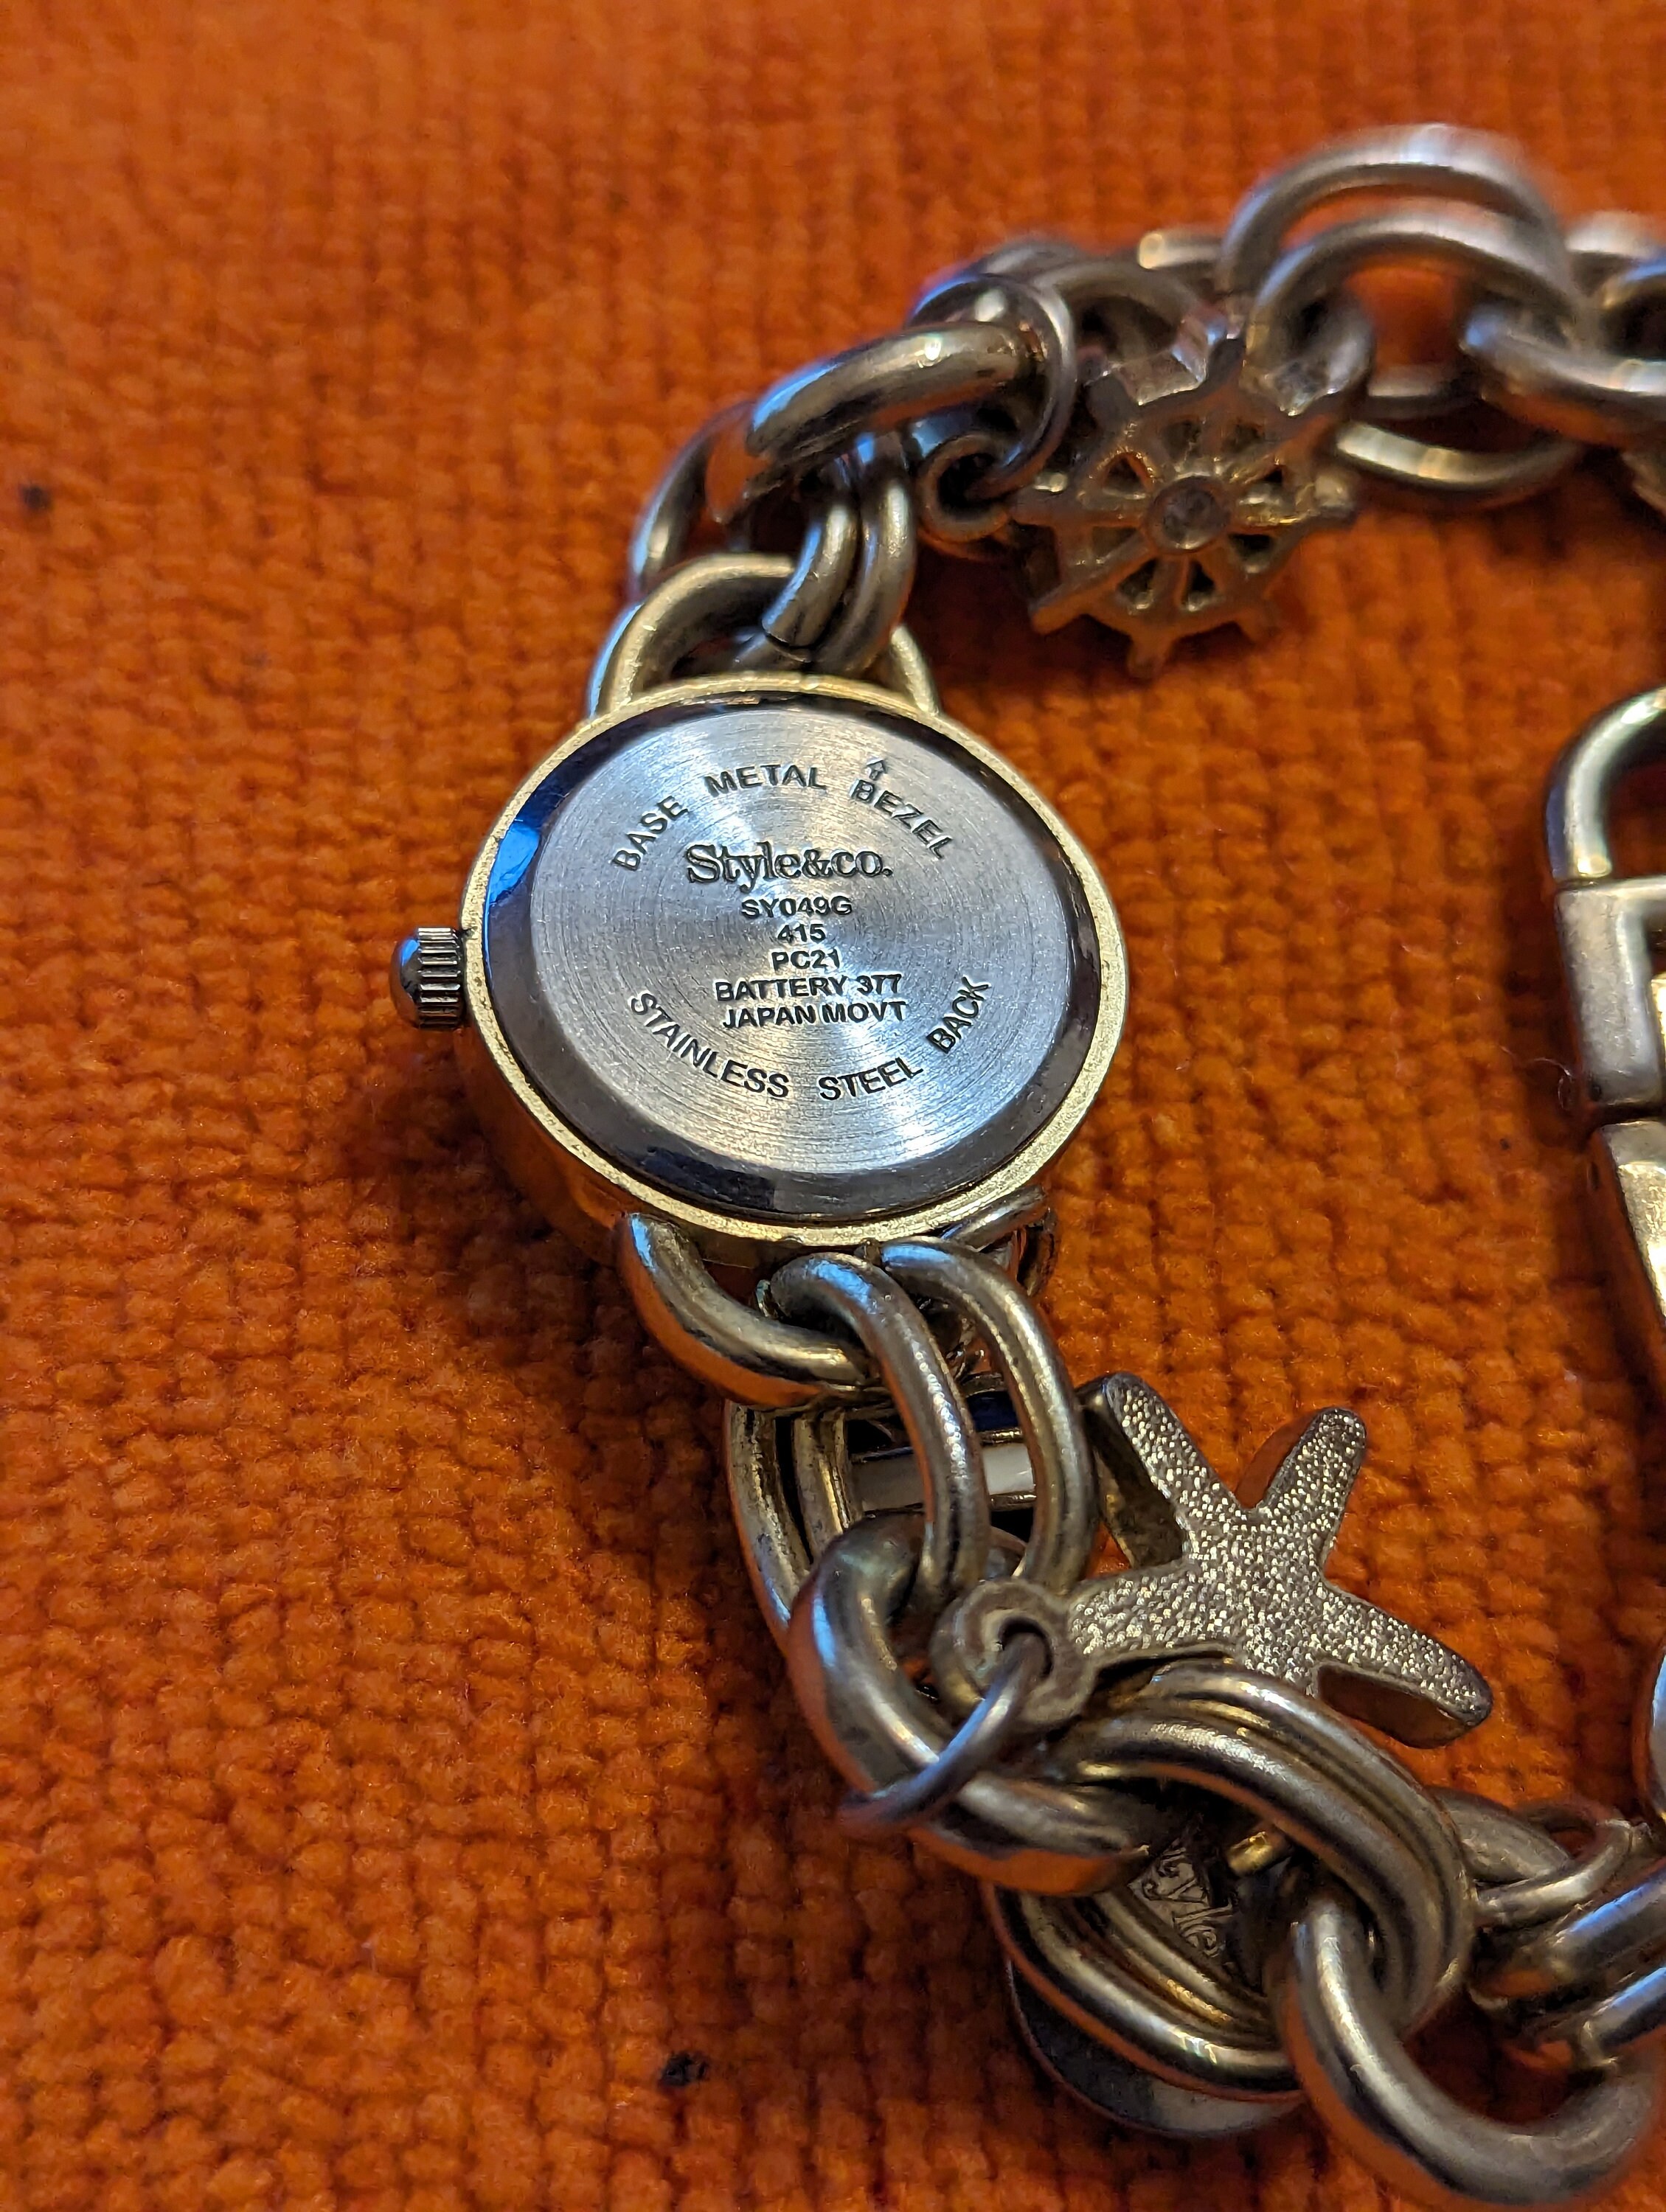 BASE METAL BEZEL
Style&co.
SY049G
415
PC21
BATTERY 377
JAPAN MOVT
STAINLESS STEEL BACK